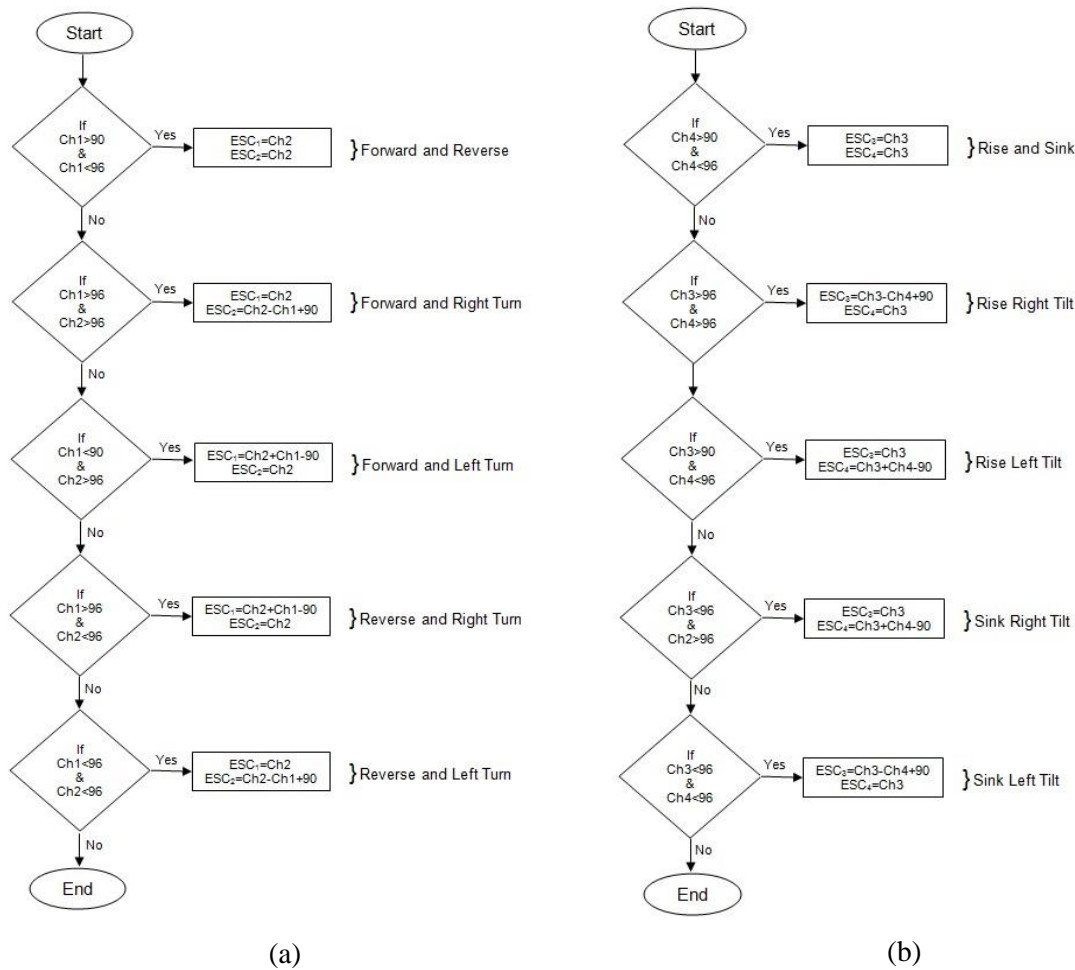 Start
If
Ch1>90
&
Ch1<96
Yes
ESC₁=Ch2
ESC₂=Ch2
}Forward and Reverse
No
If
Ch1>96
&
Ch2>96
Yes
ESC₁=Ch2
ESC₂=Ch2-Ch1+90
}Forward and Right Turn
No
If
Ch1<90
&
Ch2>96
Yes
ESC₁=Ch2+Ch1-90
ESC₂=Ch2
}Forward and Left Turn
No
If
Ch1>96
&
Ch2<96
Yes
ESC₁=Ch2+Ch1-90
ESC₂=Ch2
}Reverse and Right Turn
No
If
Ch1<96
&
Ch2<96
Yes
ESC₁=Ch2
ESC₂=Ch2-Ch1+90
}Reverse and Left Turn
No
End
(a)
Start
If
Ch4>90
&
Ch4<96
Yes
ESC₃=Ch3
ESC₄=Ch3
}Rise and Sink
No
If
Ch3>96
&
Ch4>96
Yes
ESC₃=Ch3-Ch4+90
ESC₄=Ch3
}Rise Right Tilt
If
Ch3>90
&
Ch4<96
Yes
ESC₃=Ch3
ESC₄=Ch3+Ch4-90
}Rise Left Tilt
No
If
Ch3<96
&
Ch2>96
Yes
ESC₃=Ch3
ESC₄=Ch3+Ch4-90
}Sink Right Tilt
No
If
Ch3<96
&
Ch4<96
Yes
ESC₃=Ch3-Ch4+90
ESC₄=Ch3
}Sink Left Tilt
No
End
(b)